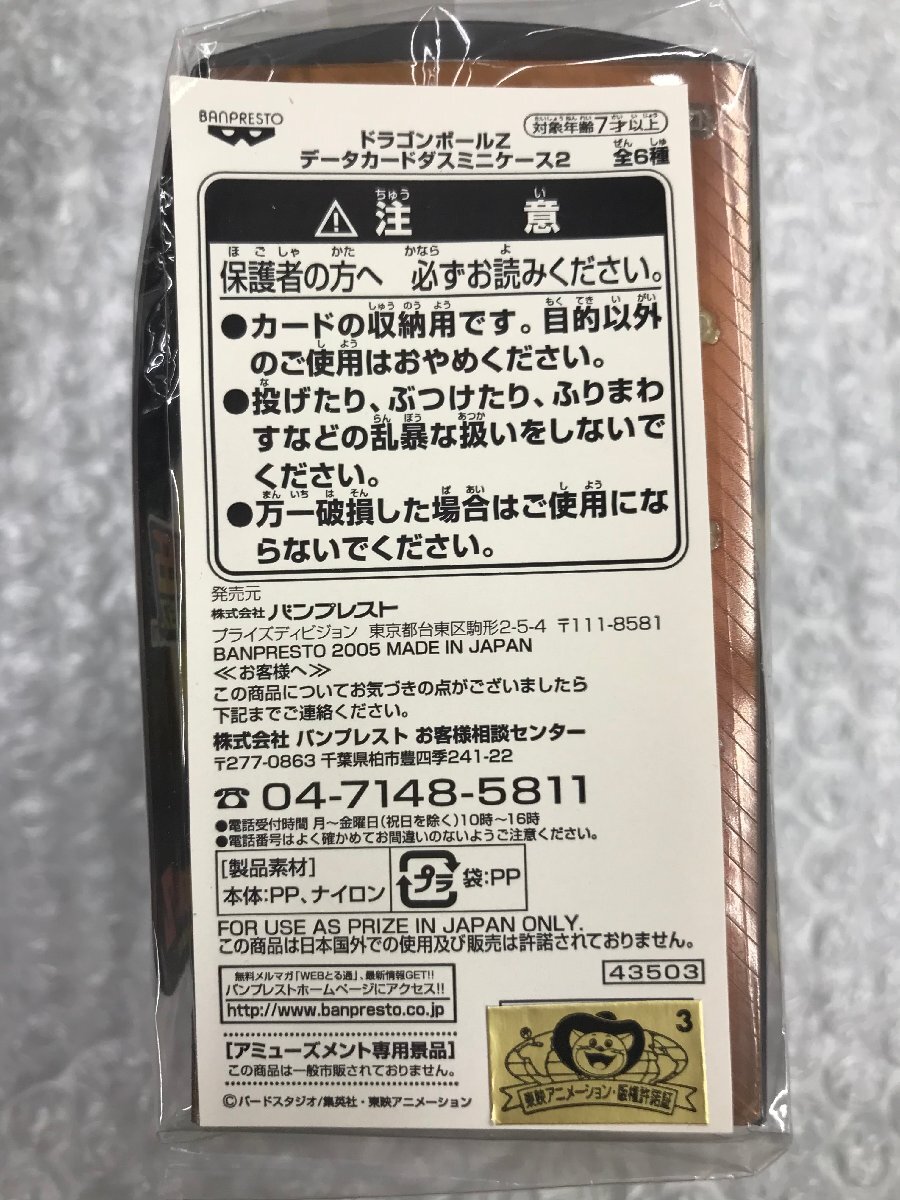 BANPRESTO
対象年齢7才以上
ドラゴンボールZ
データカードダスミニケース2 全6種
⚠注意
保護者の方へ 必ずお読みください。
●カードの収納用です。目的以外
のご使用はおやめください。
●投げたり、ぶつけたり、ふりまわ
すなどの乱暴な扱いをしないで
ください。
●万一破損した場合はご使用にな
らないでください。
発売元
株式会社 バンプレスト
プライズディビジョン 東京都台東区駒形2-5-4 〒111-8581
BANPRESTO 2005 MADE IN JAPAN
≪お客様へ≫
この商品についてお気づきの点がございましたら
下記までご連絡ください。
株式会社 バンプレスト お客様相談センター
〒277-0863 千葉県柏市豊四季241-22
☎ 04-7148-5811
●電話受付時間 月~金曜日(祝日を除く)10時~16時
●電話番号はよく確かめてお間違いのないようご注意ください。
[製品素材]
本体:PP、ナイロン
プラ 袋:PP
FOR USE AS PRIZE IN JAPAN ONLY.
この商品は日本国外での使用及び販売は許諾されておりません。
43503
無料メルマガ「WEBとる通」、最新情報GET!!
バンプレストホームページにアクセス!!
http://www.banpresto.co.jp
[アミューズメント専用景品]
この商品は一般市販されておりません。
©バードスタジオ/集英社・東映アニメーション
3
東映アニメーション・版権許諾証